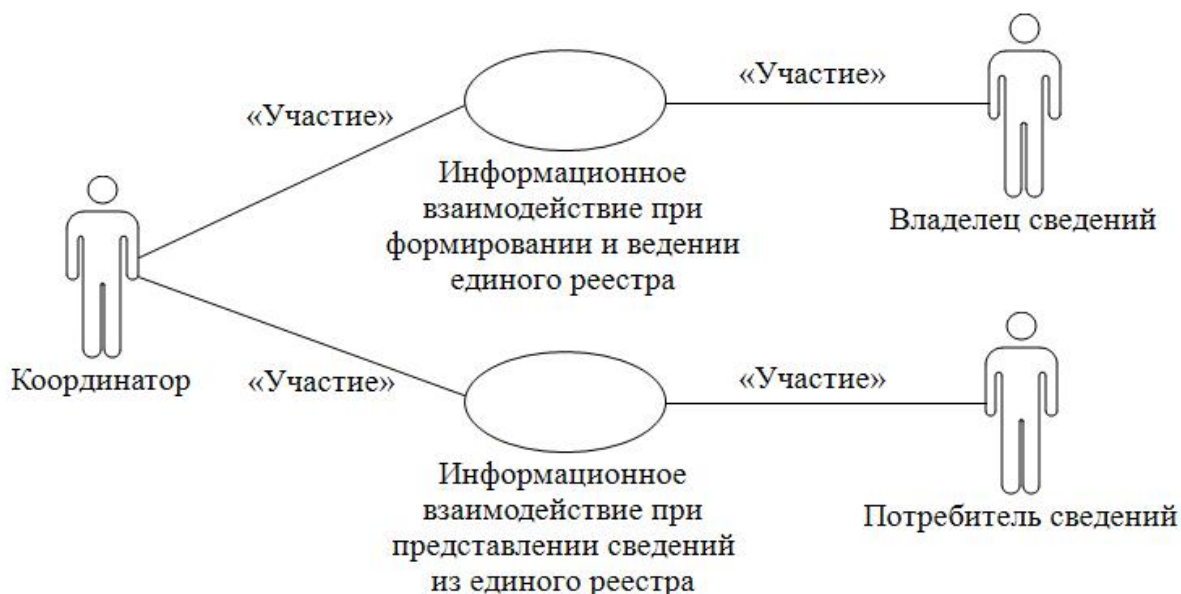 «Участие»
«Участие»
Информационное
взаимодействие при
формировании и ведении
единого реестра
Владелец сведений
Координатор
«Участие»
«Участие»
Информационное
взаимодействие при
представлении сведений
из единого реестра
Потребитель сведений